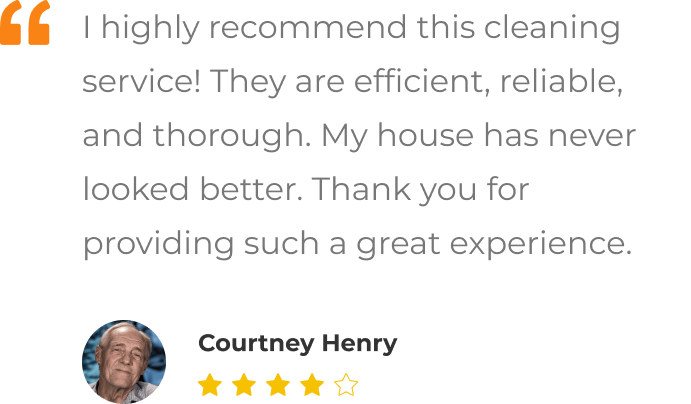 I highly recommend this cleaning
service! They are efficient, reliable,
and thorough. My house has never
looked better. Thank you for
providing such a great experience.
Courtney Henry